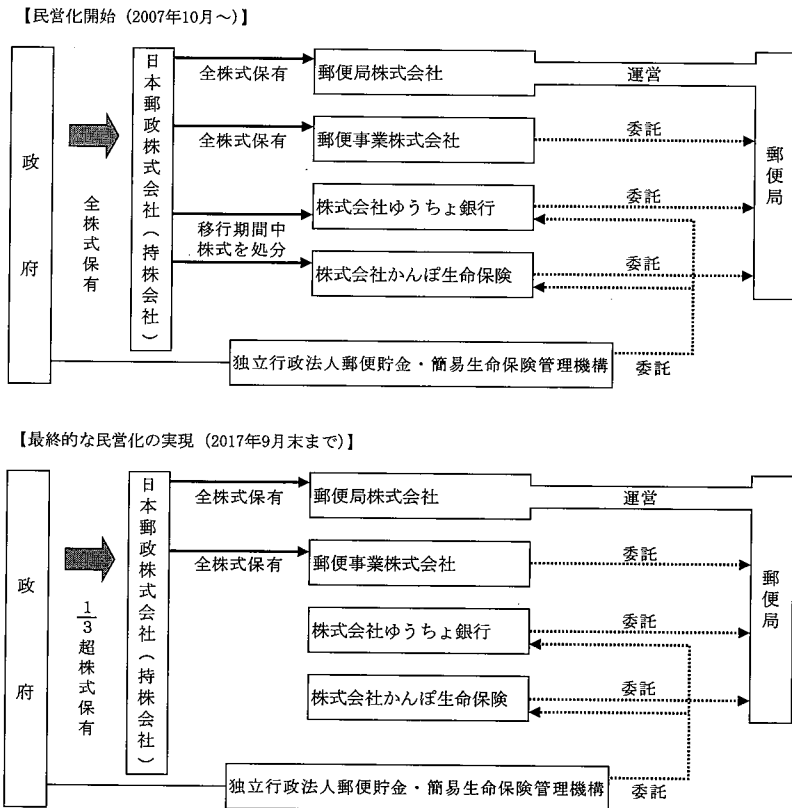 【民営化開始 (2007年10月～)】
政府
全株式保有
日本郵政株式会社(持株会社)
全株式保有
郵便局株式会社
運営
郵便局
全株式保有
郵便事業株式会社
委託
移行期間中
株式を処分
株式会社ゆうちょ銀行
委託
株式会社かんぽ生命保険
委託
独立行政法人郵便貯金・簡易生命保険管理機構
委託
【最終的な民営化の実現 (2017年9月末まで)】
政府
1/3超株式保有
日本郵政株式会社(持株会社)
全株式保有
郵便局株式会社
運営
郵便局
全株式保有
郵便事業株式会社
委託
株式会社ゆうちょ銀行
委託
株式会社かんぽ生命保険
委託
独立行政法人郵便貯金・簡易生命保険管理機構
委託